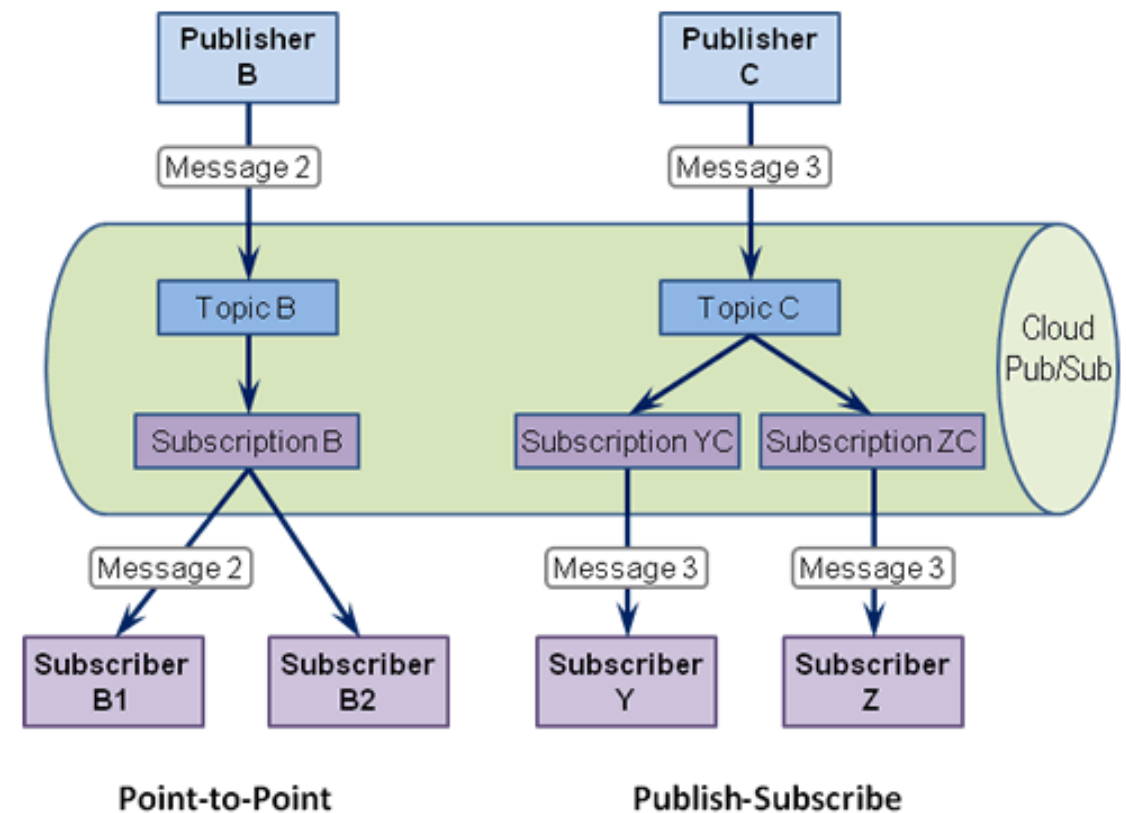 Publisher
B
Publisher
C
Message 2
Message 3
Topic B
Topic C
Cloud
Pub/Sub
Subscription B
Subscription YC
Subscription ZC
Message 2
Message 3
Message 3
Subscriber
B1
Subscriber
B2
Subscriber
Y
Subscriber
Z
Point-to-Point
Publish-Subscribe